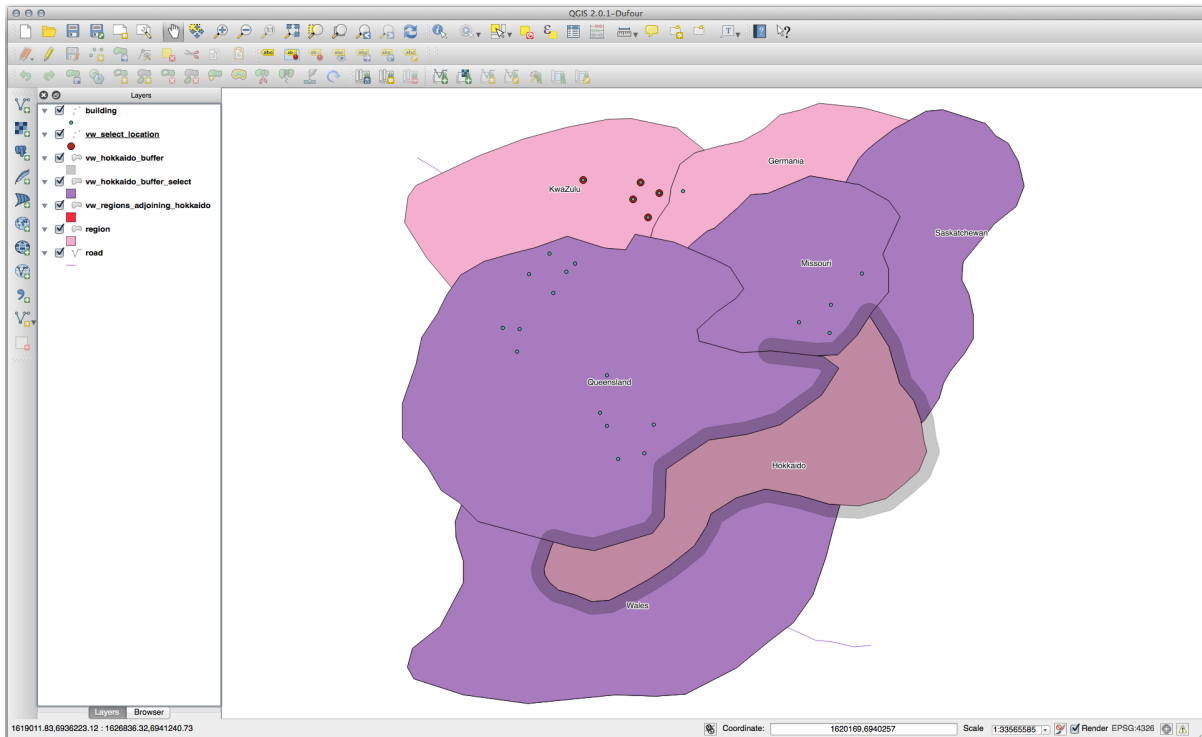 QGIS 2.0.1-Dufour
Layers
building
vw_select_location
vw_hokkaido_buffer
vw_hokkaido_buffer_select
vw_regions_adjoining_hokkaido
region
road
Germania
KwaZulu
Saskatchewan
Missouri
Queensland
Hokkaido
Wales
Layers
Browser
1619011.83,6936223.12 : 1626836.32,6941240.73
Coordinate:
1620169,6940257
Scale
1:33565585
Render
EPSG:4326